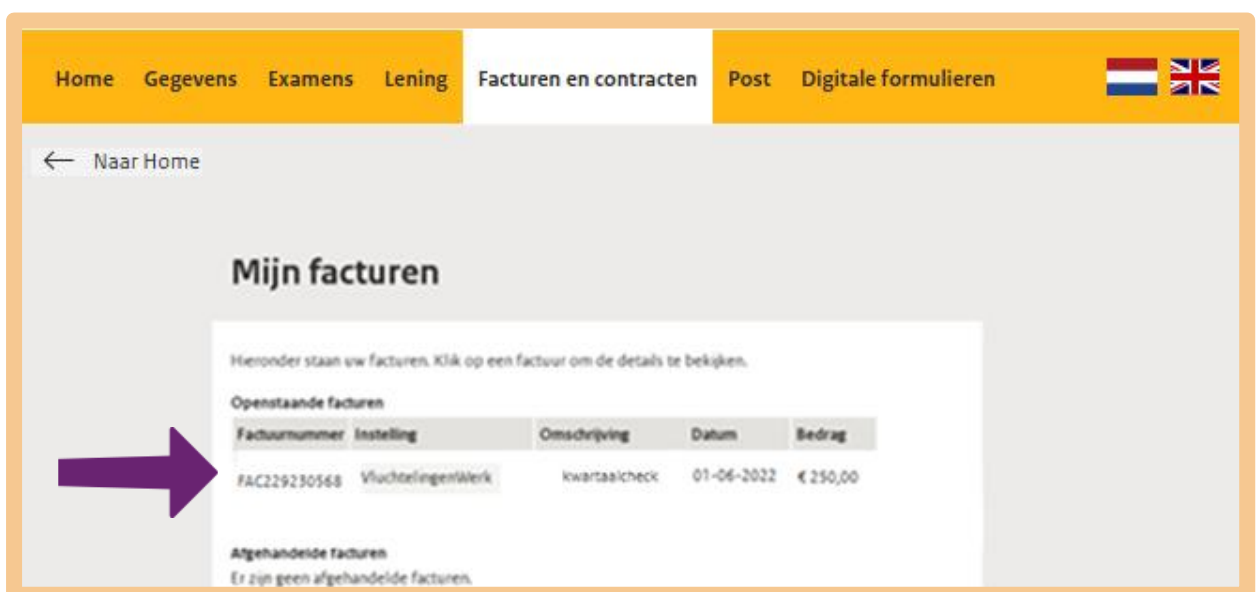 Home Gegevens Examens Lening Facturen en contracten Post Digitale formulieren
← Naar Home
Mijn facturen
Hieronder staan uw facturen. Klik op een factuur om de details te bekijken.
Openstaande facturen
Factuurnummer Instelling Omschrijving Datum Bedrag
FAC229230568 VluchtelingenWerk kwartaalcheck 01-06-2022 € 250,00
Afgehandelde facturen
Er zijn geen afgehandelde facturen.